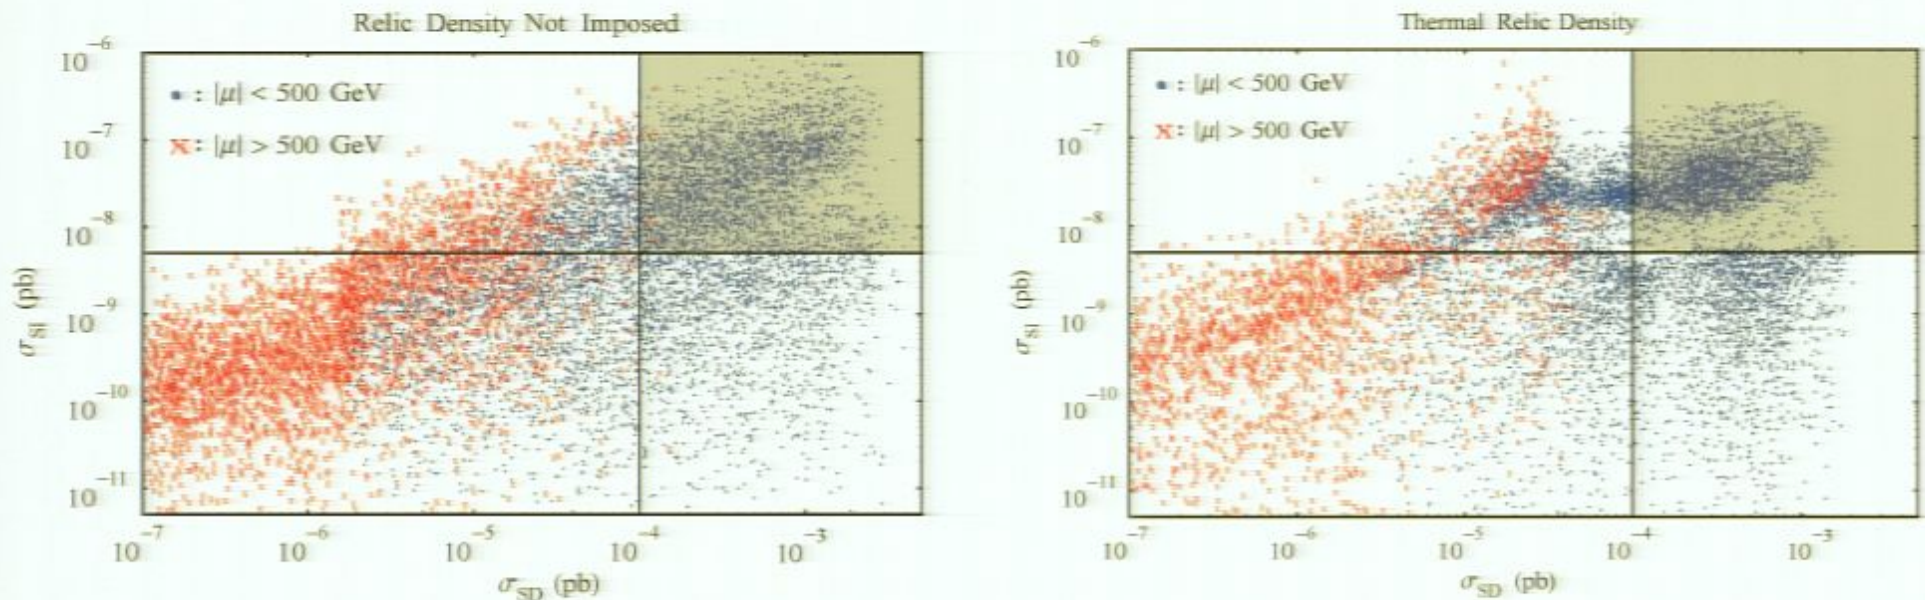 Relic Density Not Imposed
10⁻⁶
10⁻⁷
10⁻⁸
10⁻⁹
10⁻¹⁰
10⁻¹¹
σ_SI (pb)
•: |μ| < 500 GeV
×: |μ| > 500 GeV
10⁻⁷ 10⁻⁶ 10⁻⁵ 10⁻⁴ 10⁻³
σ_SD (pb)
Thermal Relic Density
10⁻⁶
10⁻⁷
10⁻⁸
10⁻⁹
10⁻¹⁰
10⁻¹¹
σ_SI (pb)
•: |μ| < 500 GeV
×: |μ| > 500 GeV
10⁻⁷ 10⁻⁶ 10⁻⁵ 10⁻⁴ 10⁻³
σ_SD (pb)